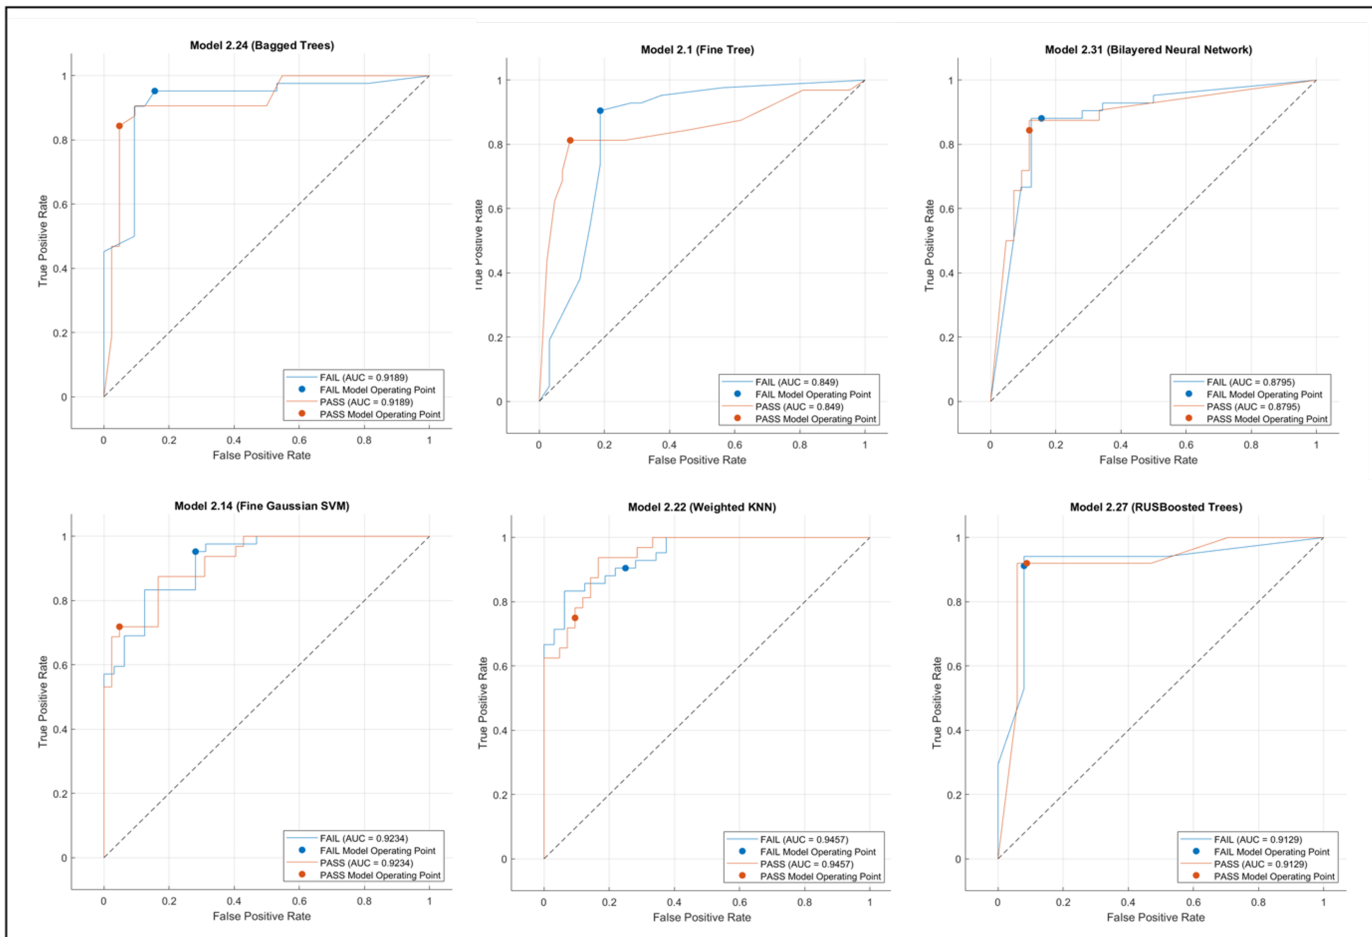 Model 2.24 (Bagged Trees)
1
0.8
0.6
0.4
0.2
0
True Positive Rate
FAIL (AUC = 0.9189)
FAIL Model Operating Point
PASS (AUC = 0.9189)
PASS Model Operating Point
0 0.2 0.4 0.6 0.8 1
False Positive Rate
Model 2.1 (Fine Tree)
1
0.8
0.6
0.4
0.2
0
True Positive Rate
FAIL (AUC = 0.849)
FAIL Model Operating Point
PASS (AUC = 0.849)
PASS Model Operating Point
0 0.2 0.4 0.6 0.8 1
False Positive Rate
Model 2.31 (Bilayered Neural Network)
1
0.8
0.6
0.4
0.2
0
True Positive Rate
FAIL (AUC = 0.8795)
FAIL Model Operating Point
PASS (AUC = 0.8795)
PASS Model Operating Point
0 0.2 0.4 0.6 0.8 1
False Positive Rate
Model 2.14 (Fine Gaussian SVM)
1
0.8
0.6
0.4
0.2
0
True Positive Rate
FAIL (AUC = 0.9234)
FAIL Model Operating Point
PASS (AUC = 0.9234)
PASS Model Operating Point
0 0.2 0.4 0.6 0.8 1
False Positive Rate
Model 2.22 (Weighted KNN)
1
0.8
0.6
0.4
0.2
0
True Positive Rate
FAIL (AUC = 0.9457)
FAIL Model Operating Point
PASS (AUC = 0.9457)
PASS Model Operating Point
0 0.2 0.4 0.6 0.8 1
False Positive Rate
Model 2.27 (RUSBoosted Trees)
1
0.8
0.6
0.4
0.2
0
True Positive Rate
FAIL (AUC = 0.9129)
FAIL Model Operating Point
PASS (AUC = 0.9129)
PASS Model Operating Point
0 0.2 0.4 0.6 0.8 1
False Positive Rate